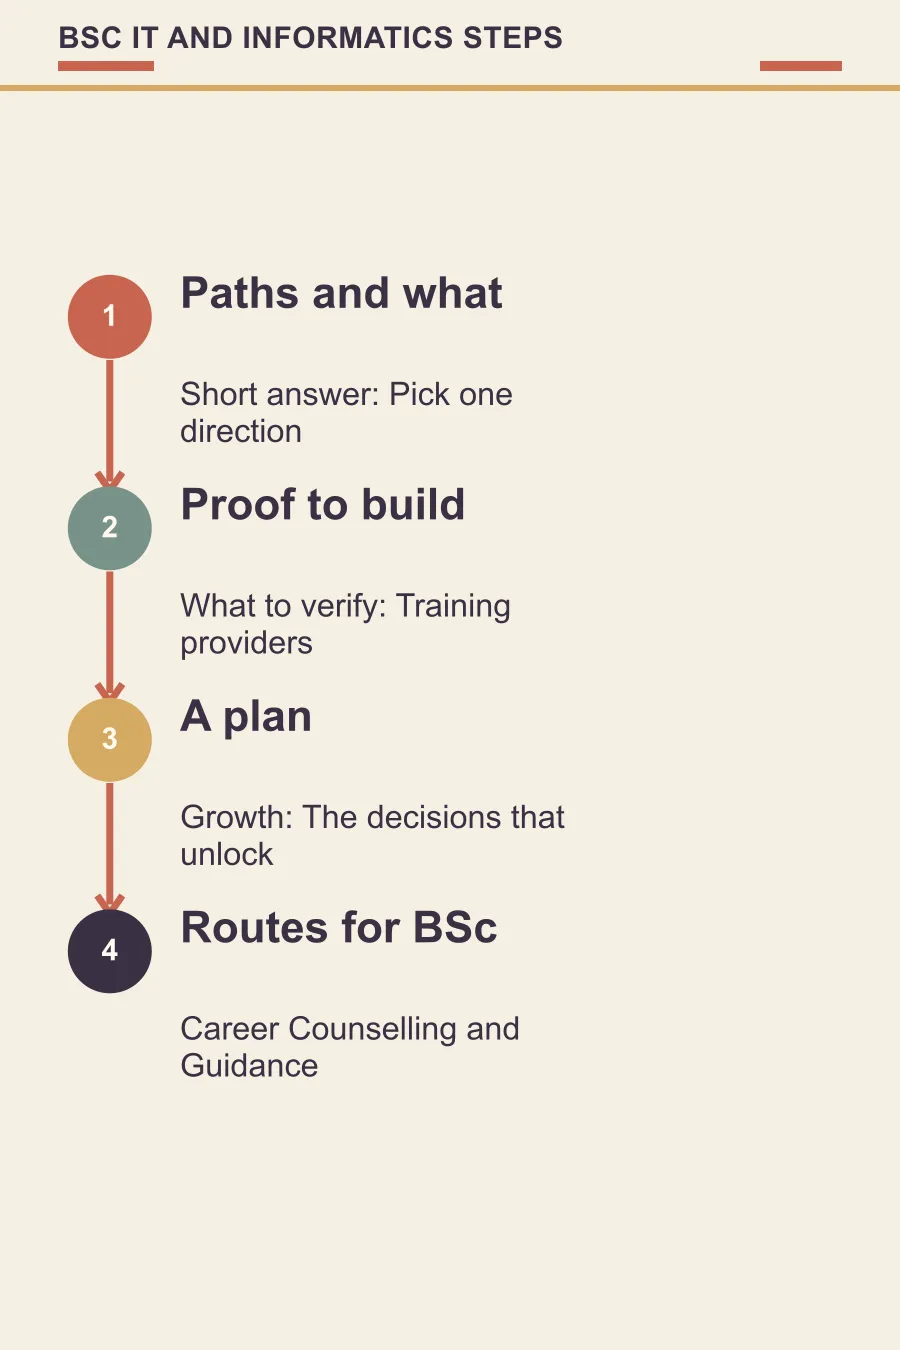 BSC IT AND INFORMATICS STEPS
1
Paths and what
Short answer: Pick one
direction
2
Proof to build
What to verify: Training
providers
3
A plan
Growth: The decisions that
unlock
4
Routes for BSc
Career Counselling and
Guidance